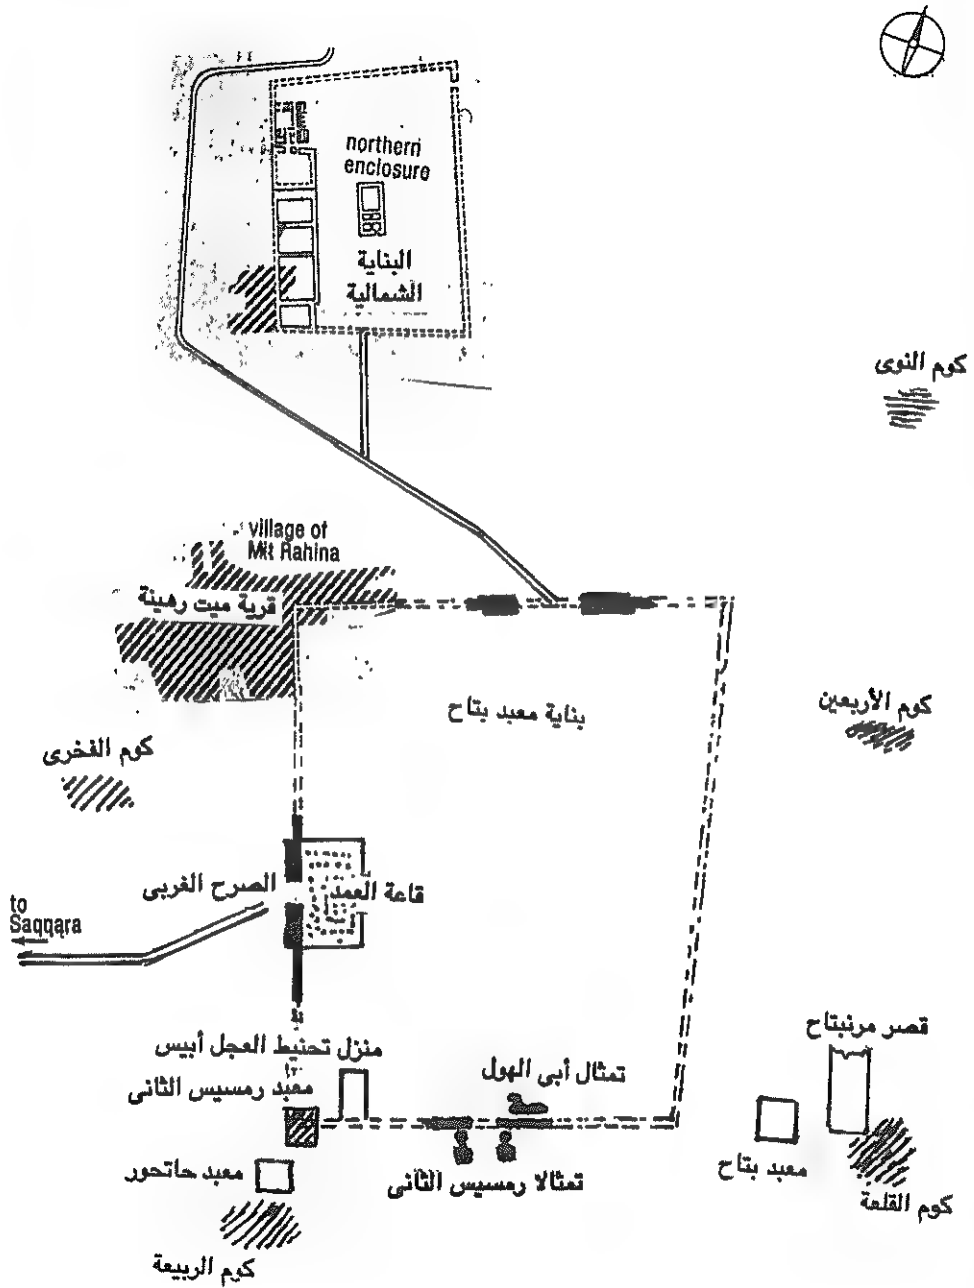 northern
enclosure
البناية
الشمالية
كوم النوى
village of
Mit Rahina
قرية ميت رهينة
بناية معبد بتاح
كوم الأربعين
كوم الفخرى
الصرح الغربى
قاعة العمد
to
Saqqara
قصر مرنبتاح
منزل تحنيط العجل أبيس
تمثال أبى الهول
معبد رمسيس الثانى
معبد بتاح
معبد حاتحور
تمثالا رمسيس الثانى
كوم القلعة
كوم الربيعة